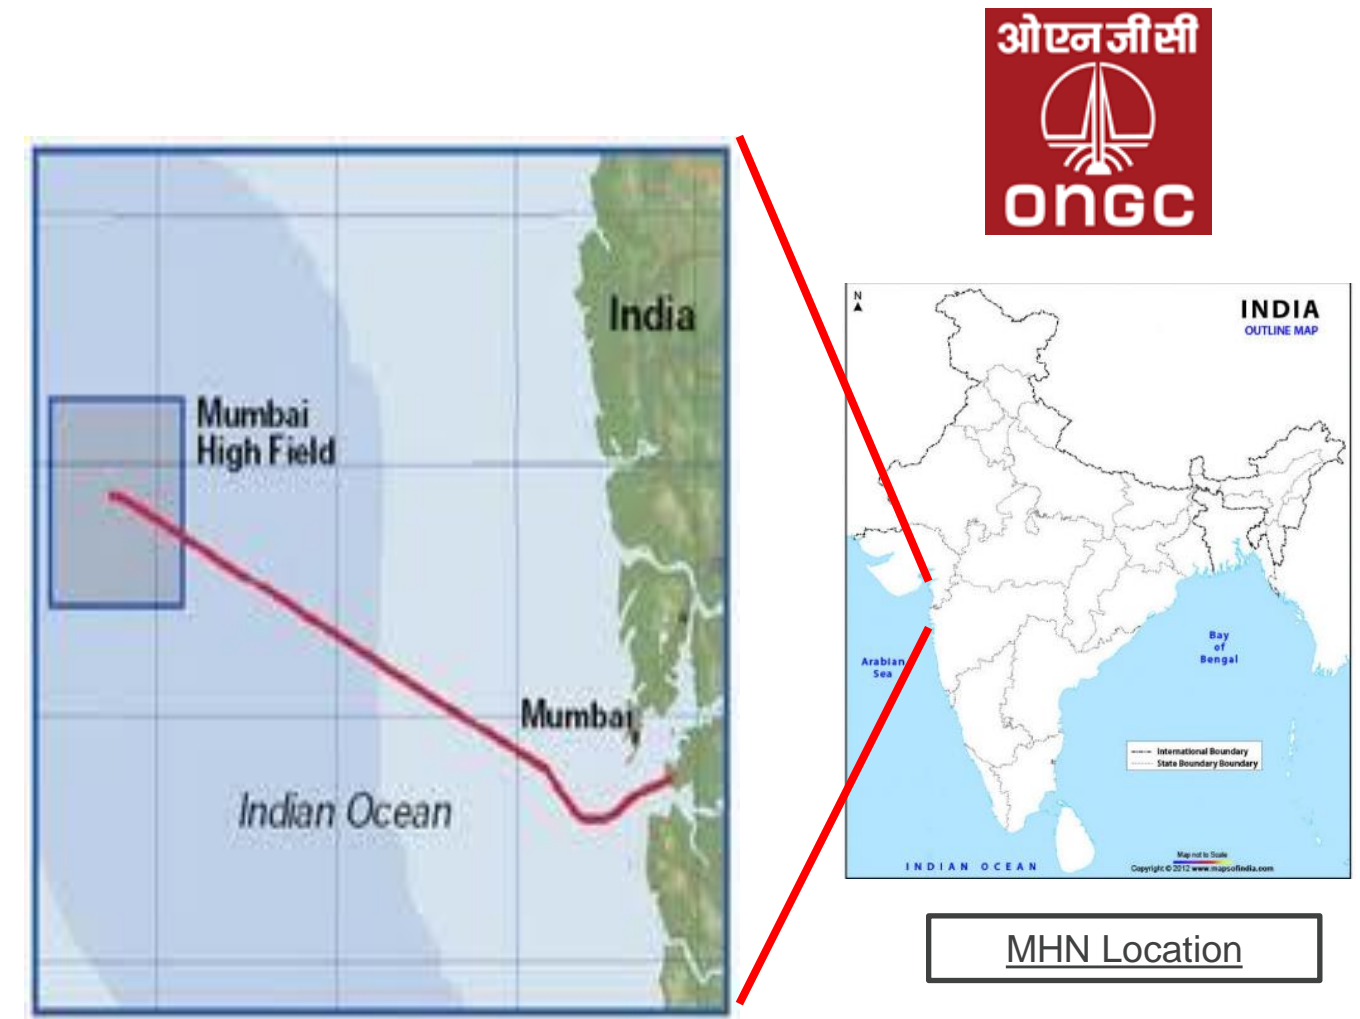 ओएनजीसी
ONGC
India
Mumbai
High Field
Mumbai
Indian Ocean
N
INDIA
OUTLINE MAP
Arabian
Sea
Bay
of
Bengal
International Boundary
State Boundary Boundary
INDIAN OCEAN
Map not to Scale
Copyright © 2012 www.mapsofindia.com
MHN Location